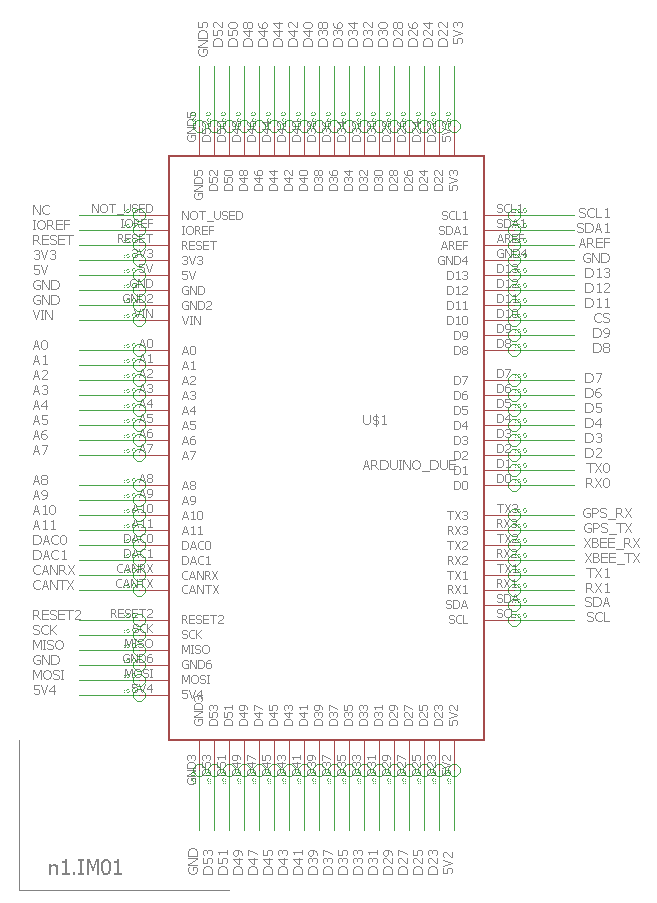 GND5 D52 D50 D48 D46 D44 D42 D40 D38 D36 D34 D32 D30 D28 D26 D24 D22 5V3
GND5 D52 D50 D48 D46 D44 D42 D40 D38 D36 D34 D32 D30 D28 D26 D24 D22 5V3
GND5 D52 D50 D48 D46 D44 D42 D40 D38 D36 D34 D32 D30 D28 D26 D24 D22 5V3
NC NOT_USED NOT_USED SCL1 SCL1 SCL1
IOREF IOREF IOREF SDA1 SDA1 SDA1
RESET RESET RESET AREF AREF AREF
3V3 3V3 3V3 GND4 GND4 GND
5V 5V 5V D13 D13 D13
GND GND GND D12 D12 D12
GND GND2 GND2 D11 D11 D11
VIN VIN VIN D10 D10 CS
D9 D9 D9
A0 A0 A0 D8 D8 D8
A1 A1 A1
A2 A2 A2 D7 D7 D7
A3 A3 A3 D6 D6 D6
A4 A4 A4 D5 D5 D5
A5 A5 A5 U$1 D4 D4 D4
A6 A6 A6 D3 D3 D3
A7 A7 A7 D2 D2 D2
ARDUINO_DUE D1 D1 TX0
A8 A8 A8 D0 D0 RX0
A9 A9 A9
A10 A10 A10 TX3 TX3 GPS_RX
A11 A11 A11 RX3 RX3 GPS_TX
DAC0 DAC0 DAC0 TX2 TX2 XBEE_RX
DAC1 DAC1 DAC1 RX2 RX2 XBEE_TX
CANRX CANRX CANRX TX1 TX1 TX1
CANTX CANTX CANTX RX1 RX1 RX1
SDA SDA SDA
RESET2 RESET2 RESET2 SCL SCL SCL
SCK SCK SCK
MISO MISO MISO
GND GND6 GND6
MOSI MOSI MOSI
5V4 5V4 5V4
GND3 D53 D51 D49 D47 D45 D43 D41 D39 D37 D35 D33 D31 D29 D27 D25 D23 5V2
GND3 D53 D51 D49 D47 D45 D43 D41 D39 D37 D35 D33 D31 D29 D27 D25 D23 5V2
GND D53 D51 D49 D47 D45 D43 D41 D39 D37 D35 D33 D31 D29 D27 D25 D23 5V2
n1.IM01